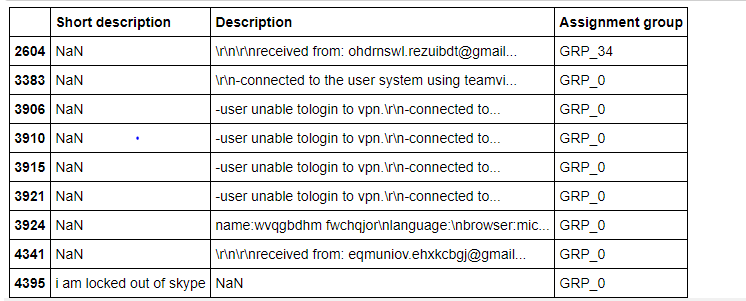 Short description Description Assignment group
2604 NaN \r\n\r\nreceived from: ohdrnswl.rezuibdt@gmail... GRP_34
3383 NaN \r\n-connected to the user system using teamvi... GRP_0
3906 NaN -user unable tologin to vpn.\r\n-connected to... GRP_0
3910 NaN -user unable tologin to vpn.\r\n-connected to... GRP_0
3915 NaN -user unable tologin to vpn.\r\n-connected to... GRP_0
3921 NaN -user unable tologin to vpn.\r\n-connected to... GRP_0
3924 NaN name:wvqgbdhm fwchqjor\nlanguage:\nbrowser:mic... GRP_0
4341 NaN \r\n\r\nreceived from: eqmuniov.ehxkcbgj@gmail... GRP_0
4395 i am locked out of skype NaN GRP_0